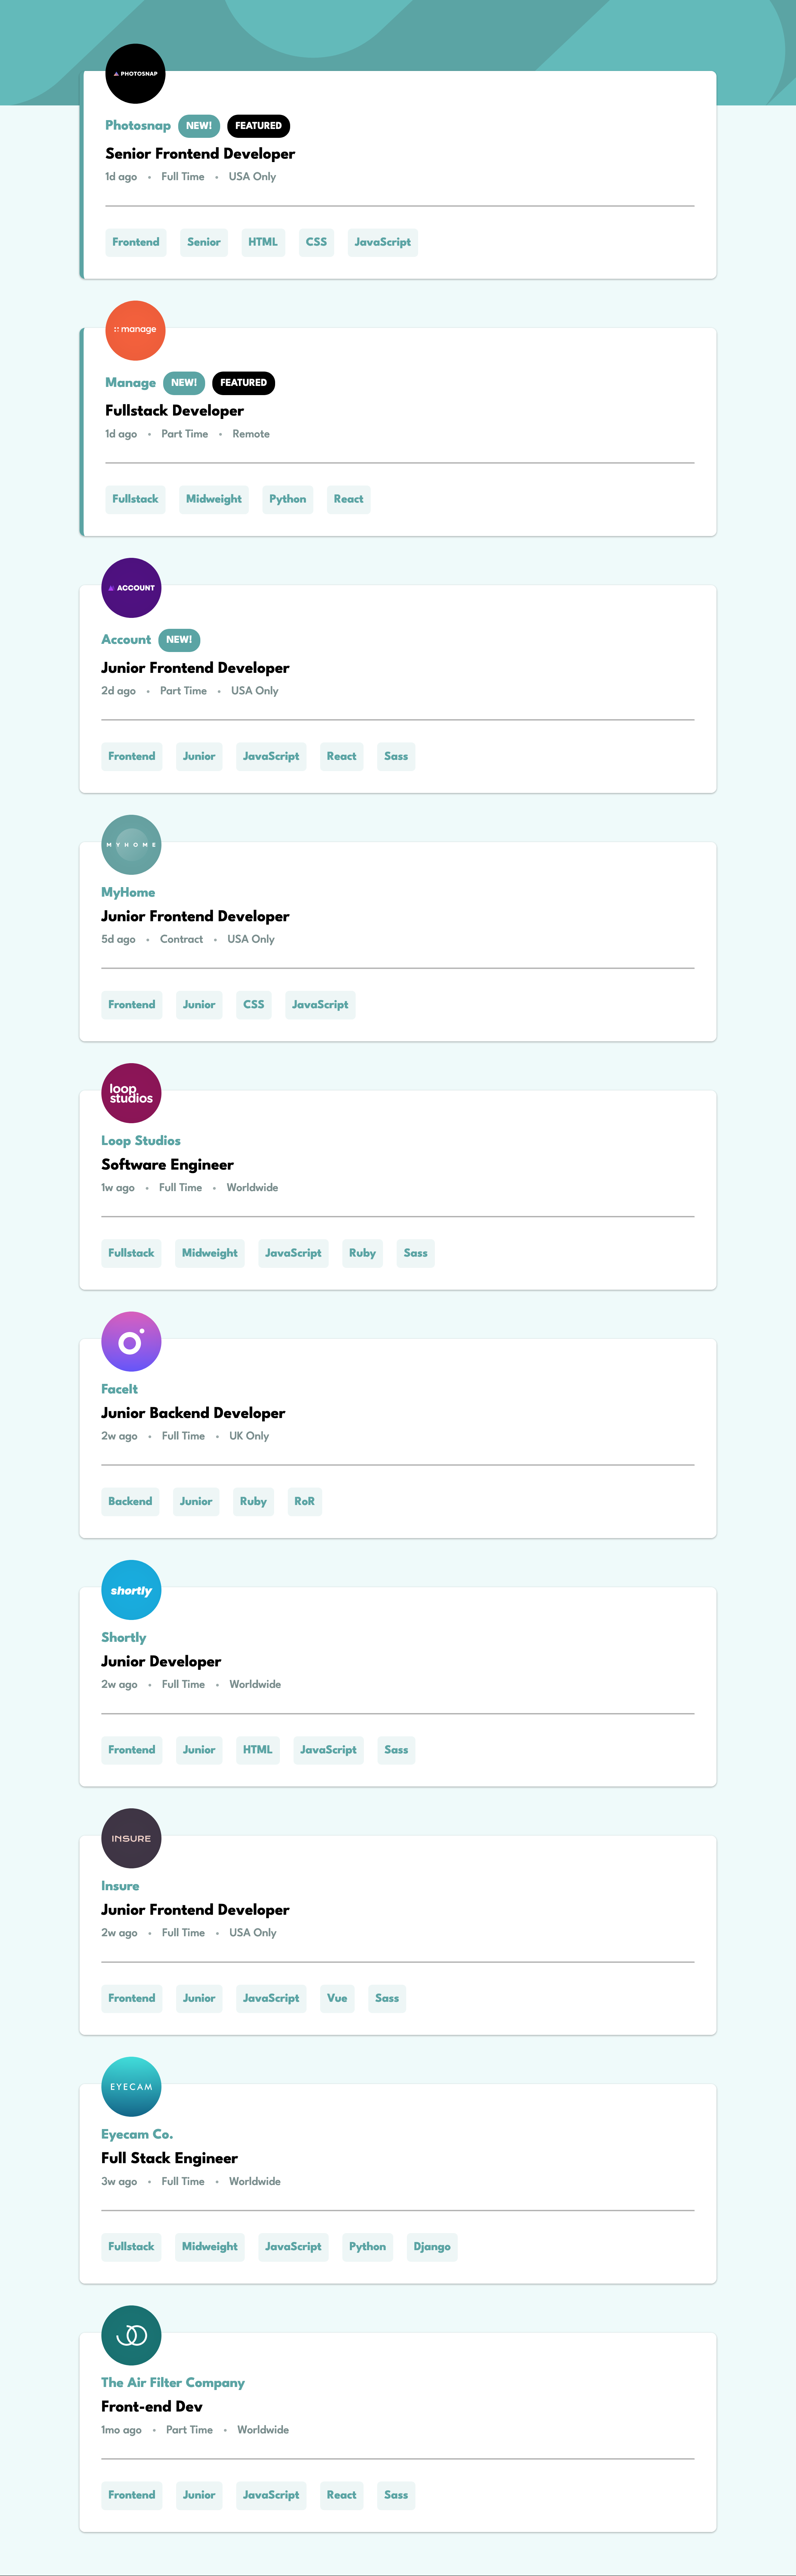 PHOTOSNAP
Photosnap NEW! FEATURED
Senior Frontend Developer
1d ago • Full Time • USA Only
Frontend Senior HTML CSS JavaScript
manage
Manage NEW! FEATURED
Fullstack Developer
1d ago • Part Time • Remote
Fullstack Midweight Python React
ACCOUNT
Account NEW!
Junior Frontend Developer
2d ago • Part Time • USA Only
Frontend Junior JavaScript React Sass
MYHOME
MyHome
Junior Frontend Developer
5d ago • Contract • USA Only
Frontend Junior CSS JavaScript
loop
studios
Loop Studios
Software Engineer
1w ago • Full Time • Worldwide
Fullstack Midweight JavaScript Ruby Sass
FaceIt
Junior Backend Developer
2w ago • Full Time • UK Only
Backend Junior Ruby RoR
shortly
Shortly
Junior Developer
2w ago • Full Time • Worldwide
Frontend Junior HTML JavaScript Sass
INSURE
Insure
Junior Frontend Developer
2w ago • Full Time • USA Only
Frontend Junior JavaScript Vue Sass
EYECAM
Eyecam Co.
Full Stack Engineer
3w ago • Full Time • Worldwide
Fullstack Midweight JavaScript Python Django
The Air Filter Company
Front-end Dev
1mo ago • Part Time • Worldwide
Frontend Junior JavaScript React Sass